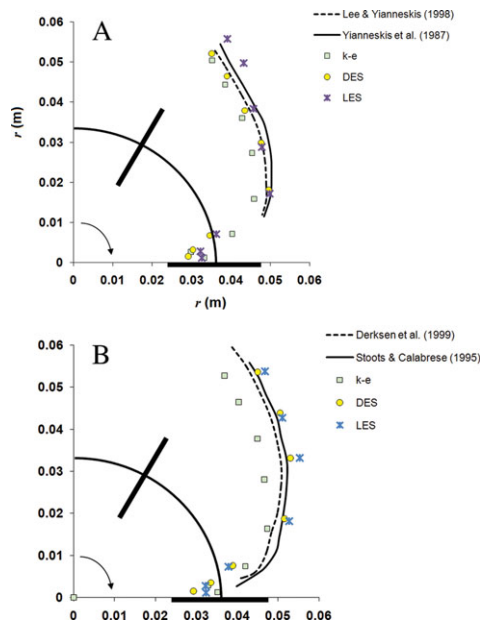 A
Lee & Yianneskis (1998)
Yianneskis et al. (1987)
k-e
DES
LES
r (m)
0.06
0.05
0.04
0.03
0.02
0.01
0
0 0.01 0.02 0.03 0.04 0.05 0.06
r (m)
B
Derksen et al. (1999)
Stoots & Calabrese (1995)
k-e
DES
LES
0.06
0.05
0.04
0.03
0.02
0.01
0
0.00 0.01 0.02 0.03 0.04 0.05 0.06